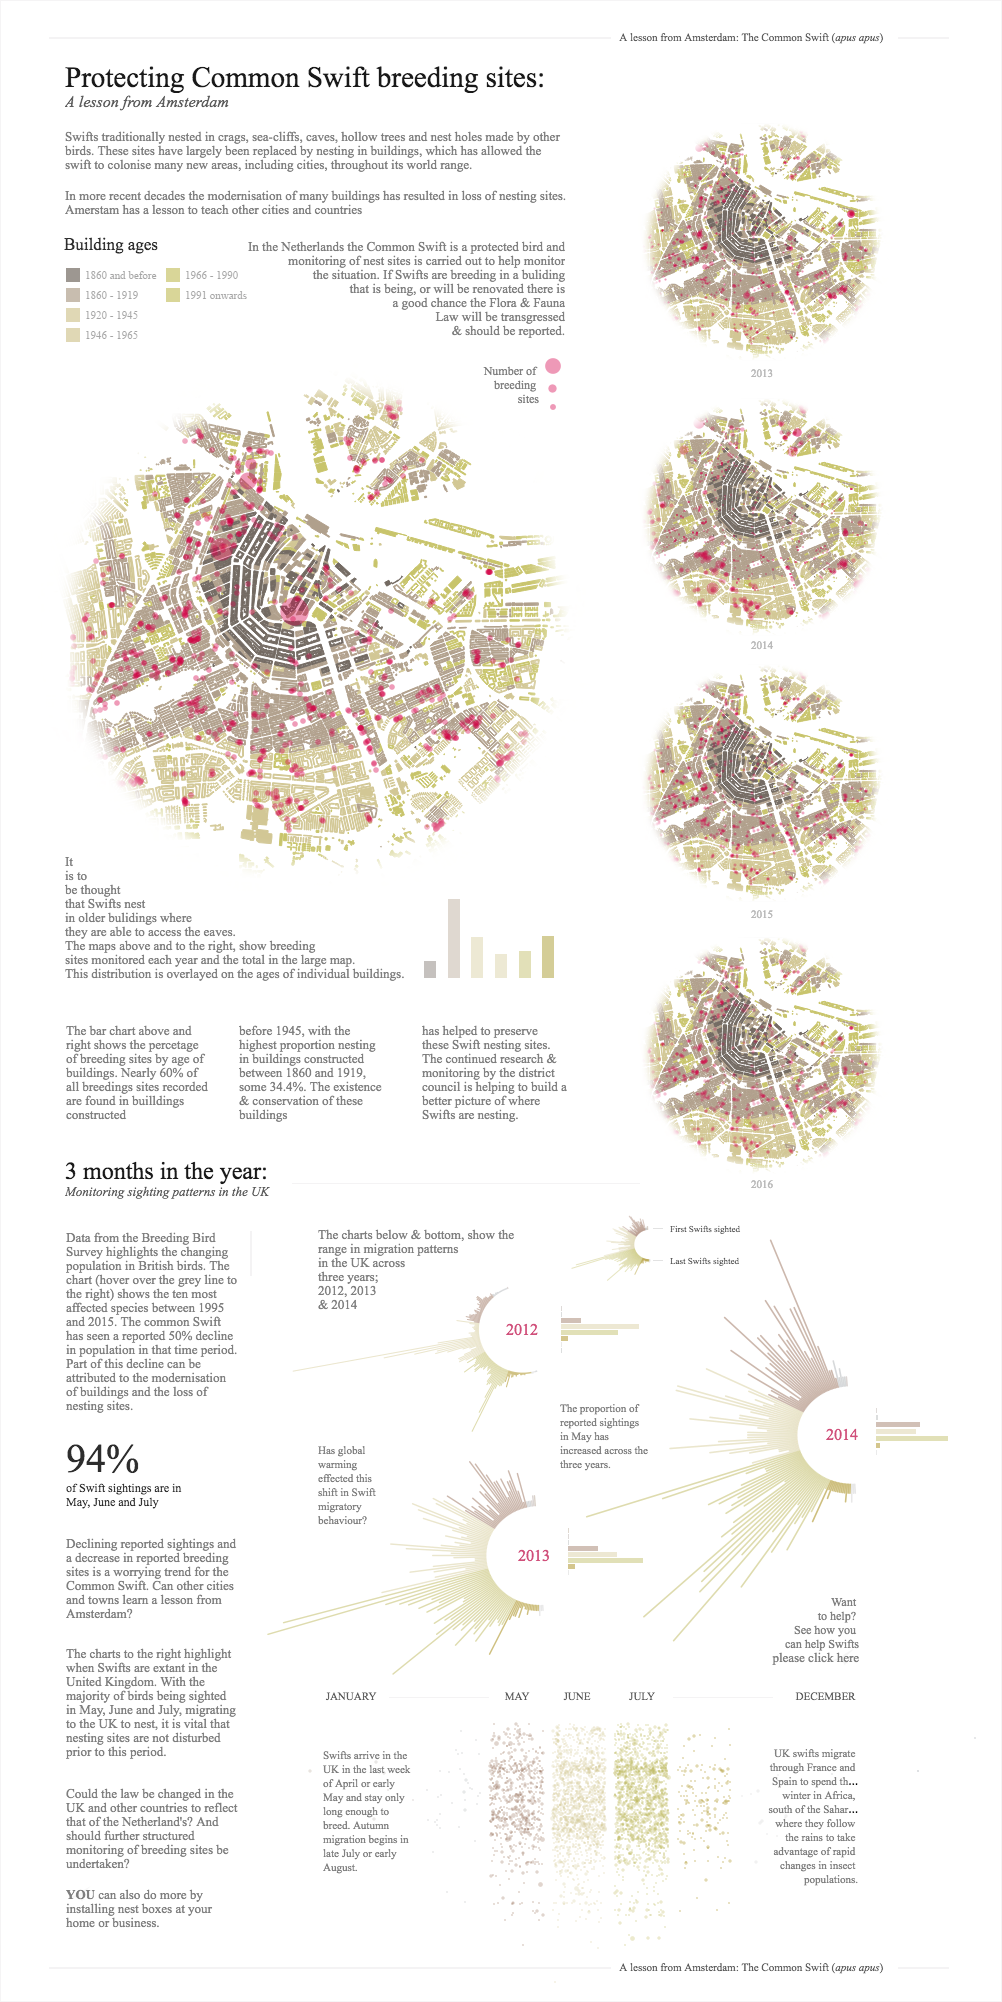 A lesson from Amsterdam: The Common Swift (apus apus)
Protecting Common Swift breeding sites:
A lesson from Amsterdam
Swifts traditionally nested in crags, sea-cliffs, caves, hollow trees and nest holes made by other
birds. These sites have largely been replaced by nesting in buildings, which has allowed the
swift to colonise many new areas, including cities, throughout its world range.
In more recent decades the modernisation of many buildings has resulted in loss of nesting sites.
Amerstam has a lesson to teach other cities and countries
Building ages
1860 and before
1860 - 1919
1920 - 1945
1946 - 1965
1966 - 1990
1991 onwards
In the Netherlands the Common Swift is a protected bird and
monitoring of nest sites is carried out to help monitor
the situation. If Swifts are breeding in a buliding
that is being, or will be renovated there is
a good chance the Flora & Fauna
Law will be transgressed
& should be reported.
Number of
breeding
sites
2013
2014
2015
2016
It
is to
be thought
that Swifts nest
in older bulidings where
they are able to access the eaves.
The maps above and to the right, show breeding
sites monitored each year and the total in the large map.
This distribution is overlayed on the ages of individual buildings.
The bar chart above and
right shows the percetage
of breeding sites by age of
buildings. Nearly 60% of
all breedings sites recorded
are found in builldings
constructed
before 1945, with the
highest proportion nesting
in buildings constructed
between 1860 and 1919,
some 34.4%. The existence
& conservation of these
buildings
has helped to preserve
these Swift nesting sites.
The continued research &
monitoring by the district
council is helping to build a
better picture of where
Swifts are nesting.
3 months in the year:
Monitoring sighting patterns in the UK
Data from the Breeding Bird
Survey highlights the changing
population in British birds. The
chart (hover over the grey line to
the right) shows the ten most
affected species between 1995
and 2015. The common Swift
has seen a reported 50% decline
in population in that time period.
Part of this decline can be
attributed to the modernisation
of buildings and the loss of
nesting sites.
The charts below & bottom, show the
range in migration patterns
in the UK across
three years;
2012, 2013
& 2014
First Swifts sighted
Last Swifts sighted
2012
2014
The proportion of
reported sightings
in May has
increased across the
three years.
94%
of Swift sightings are in
May, June and July
Has global
warming
effected this
shift in Swift
migratory
behaviour?
2013
Declining reported sightings and
a decrease in reported breeding
sites is a worrying trend for the
Common Swift. Can other cities
and towns learn a lesson from
Amsterdam?
Want
to help?
See how you
can help Swifts
please click here
The charts to the right highlight
when Swifts are extant in the
United Kingdom. With the
majority of birds being sighted
in May, June and July, migrating
to the UK to nest, it is vital that
nesting sites are not disturbed
prior to this period.
JANUARY
MAY
JUNE
JULY
DECEMBER
Swifts arrive in the
UK in the last week
of April or early
May and stay only
long enough to
breed. Autumn
migration begins in
late July or early
August.
UK swifts migrate
through France and
Spain to spend th...
winter in Africa,
south of the Sahar...
where they follow
the rains to take
advantage of rapid
changes in insect
populations.
Could the law be changed in the
UK and other countries to reflect
that of the Netherland's? And
should further structured
monitoring of breeding sites be
undertaken?
YOU can also do more by
installing nest boxes at your
home or business.
A lesson from Amsterdam: The Common Swift (apus apus)